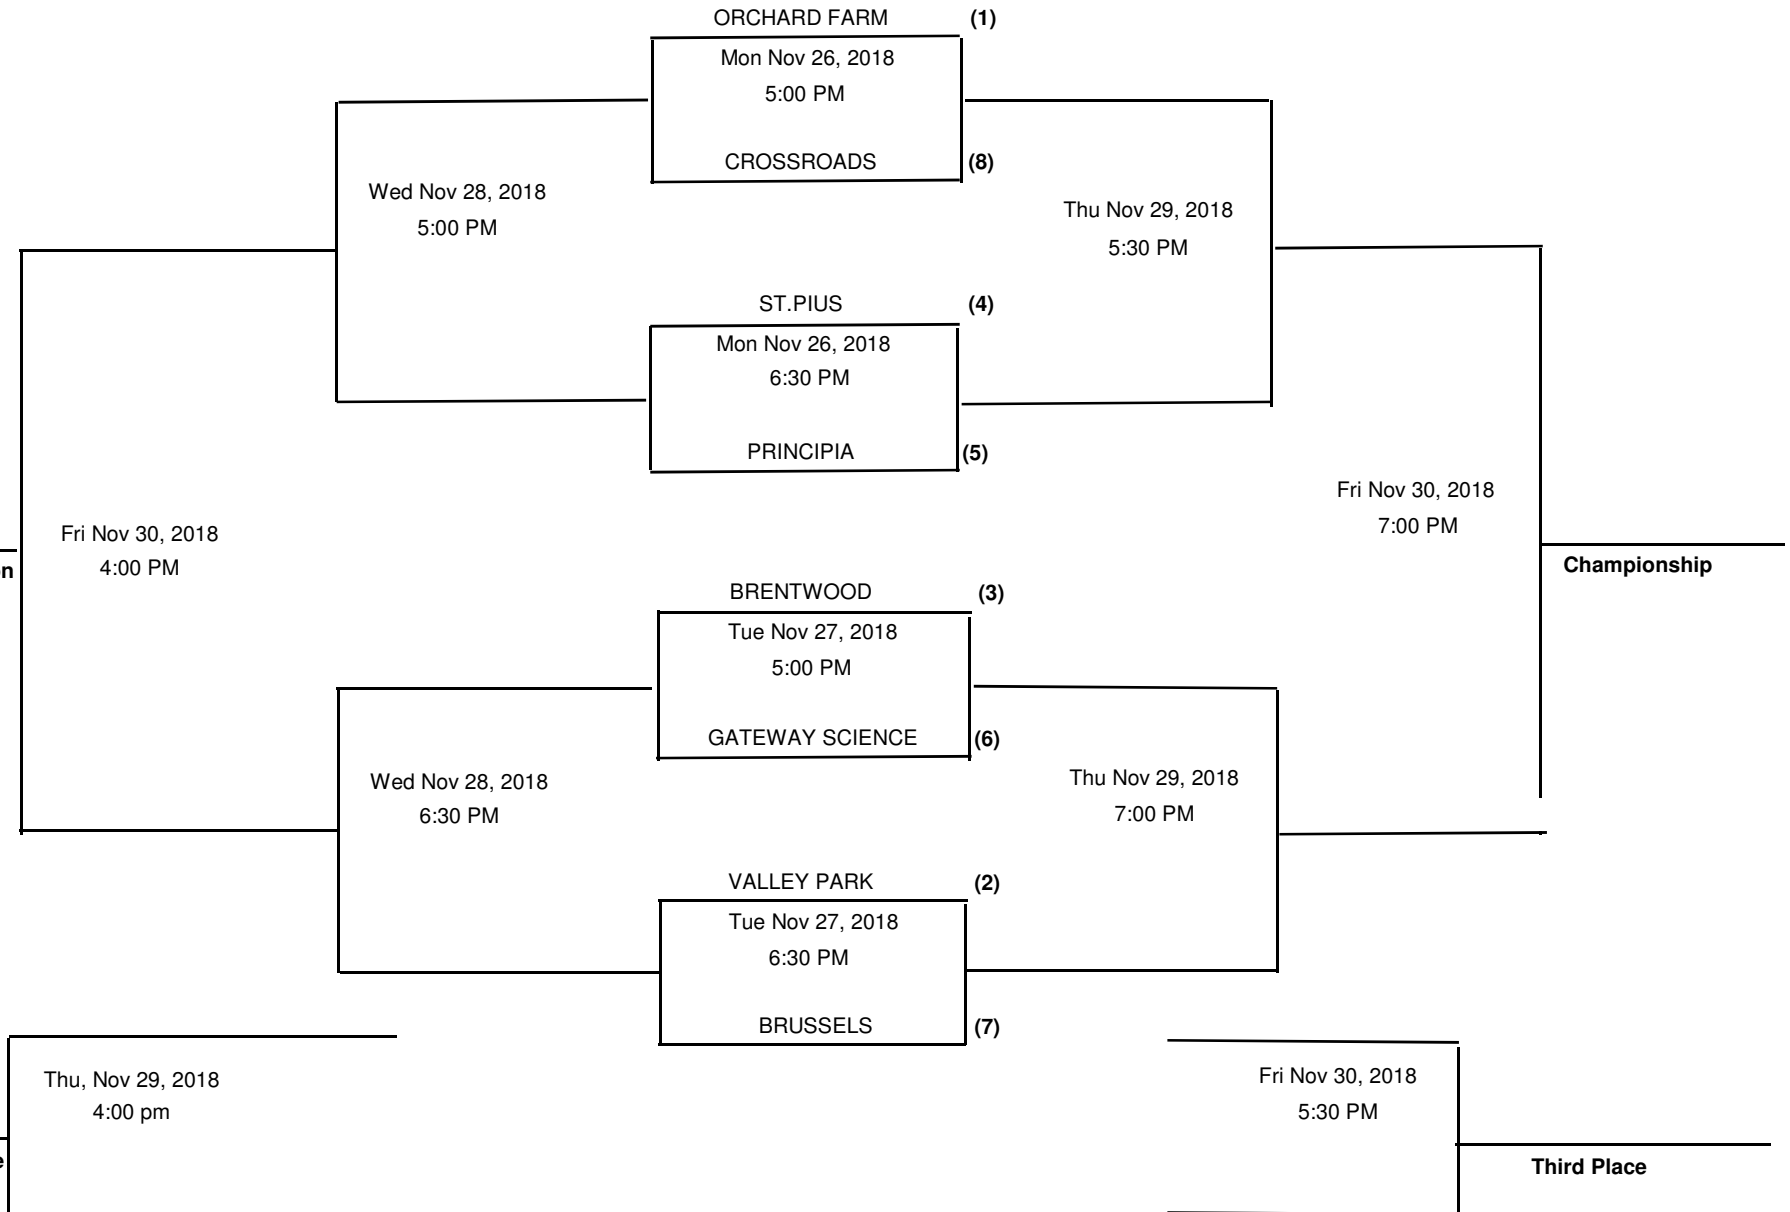 ORCHARD FARM (1)
Mon Nov 26, 2018
5:00 PM
CROSSROADS (8)
Wed Nov 28, 2018
5:00 PM
Thu Nov 29, 2018
5:30 PM
ST.PIUS (4)
Mon Nov 26, 2018
6:30 PM
PRINCIPIA (5)
Fri Nov 30, 2018
7:00 PM
Fri Nov 30, 2018
4:00 PM
n
Championship
BRENTWOOD (3)
Tue Nov 27, 2018
5:00 PM
GATEWAY SCIENCE (6)
Wed Nov 28, 2018
6:30 PM
Thu Nov 29, 2018
7:00 PM
VALLEY PARK (2)
Tue Nov 27, 2018
6:30 PM
BRUSSELS (7)
Thu, Nov 29, 2018
4:00 pm
e
Fri Nov 30, 2018
5:30 PM
Third Place